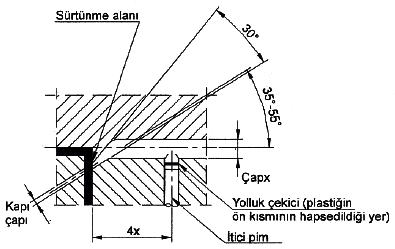 Sürtünme alanı
30°
35°-55°
Çapx
Kapı
çapı
Yolluk çekici (plastiğin
ön kısmının hapsedildiği yer)
4x
İtici pim